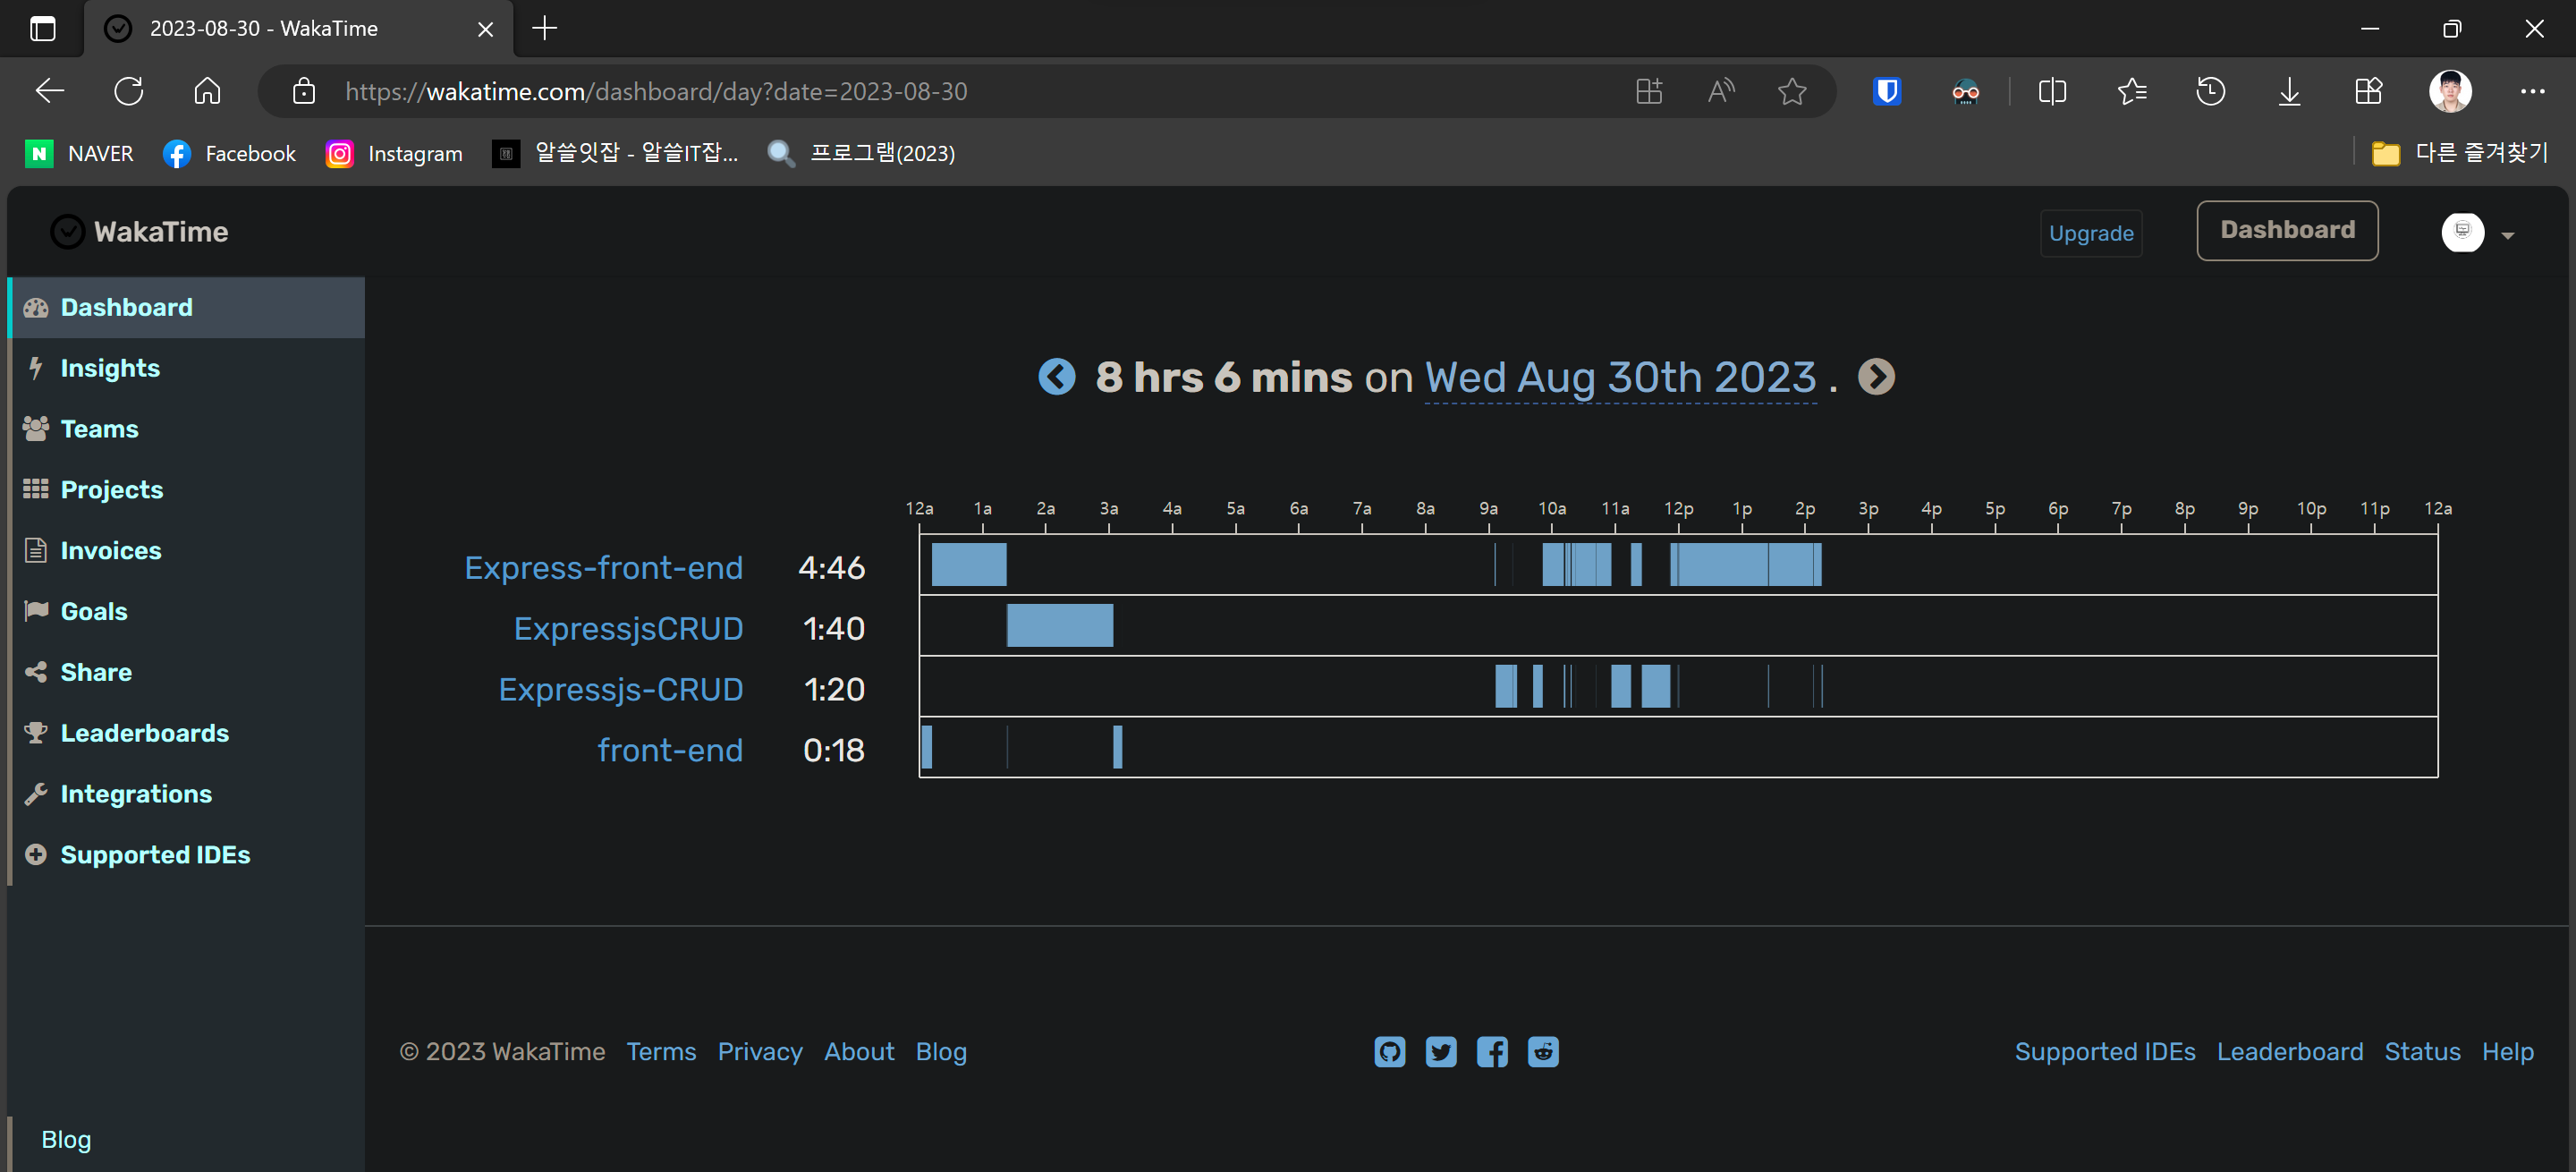 2023-08-30 - WakaTime
https://wakatime.com/dashboard/day?date=2023-08-30
NAVER Facebook Instagram 알쓸잇잡 - 알쓸IT잡... 프로그램(2023) 다른 즐겨찾기
WakaTime Upgrade Dashboard
Dashboard
Insights
Teams
Projects
Invoices
Goals
Share
Leaderboards
Integrations
Supported IDEs
Blog
8 hrs 6 mins on Wed Aug 30th 2023 .
12a 1a 2a 3a 4a 5a 6a 7a 8a 9a 10a 11a 12p 1p 2p 3p 4p 5p 6p 7p 8p 9p 10p 11p 12a
Express-front-end 4:46
ExpressjsCRUD 1:40
Expressjs-CRUD 1:20
front-end 0:18
© 2023 WakaTime Terms Privacy About Blog Supported IDEs Leaderboard Status Help